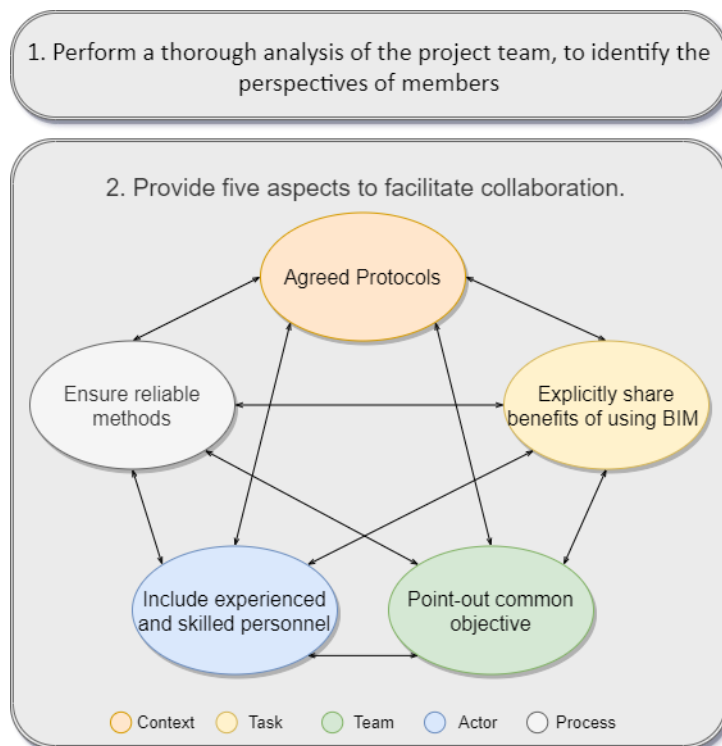 1. Perform a thorough analysis of the project team, to identify the
perspectives of members
2. Provide five aspects to facilitate collaboration.
Agreed Protocols
Ensure reliable
methods
Explicitly share
benefits of using BIM
Include experienced
and skilled personnel
Point-out common
objective
Context
Task
Team
Actor
Process